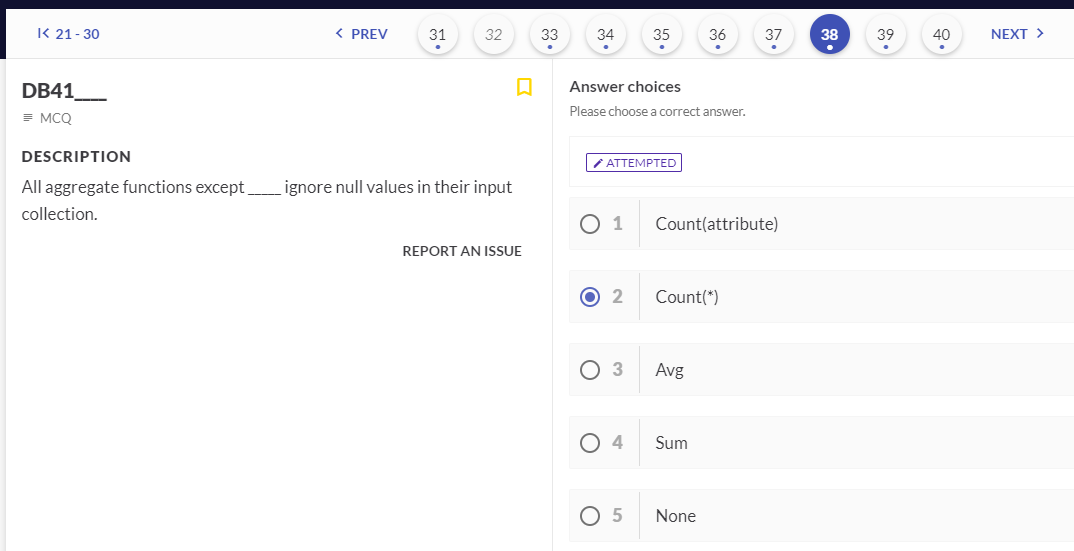 21 - 30
PREV
31
32
33
34
35
36
37
38
39
40
NEXT
DB41____
MCQ
DESCRIPTION
All aggregate functions except _____ ignore null values in their input
collection.
REPORT AN ISSUE
Answer choices
Please choose a correct answer.
ATTEMPTED
1 Count(attribute)
2 Count(*)
3 Avg
4 Sum
5 None